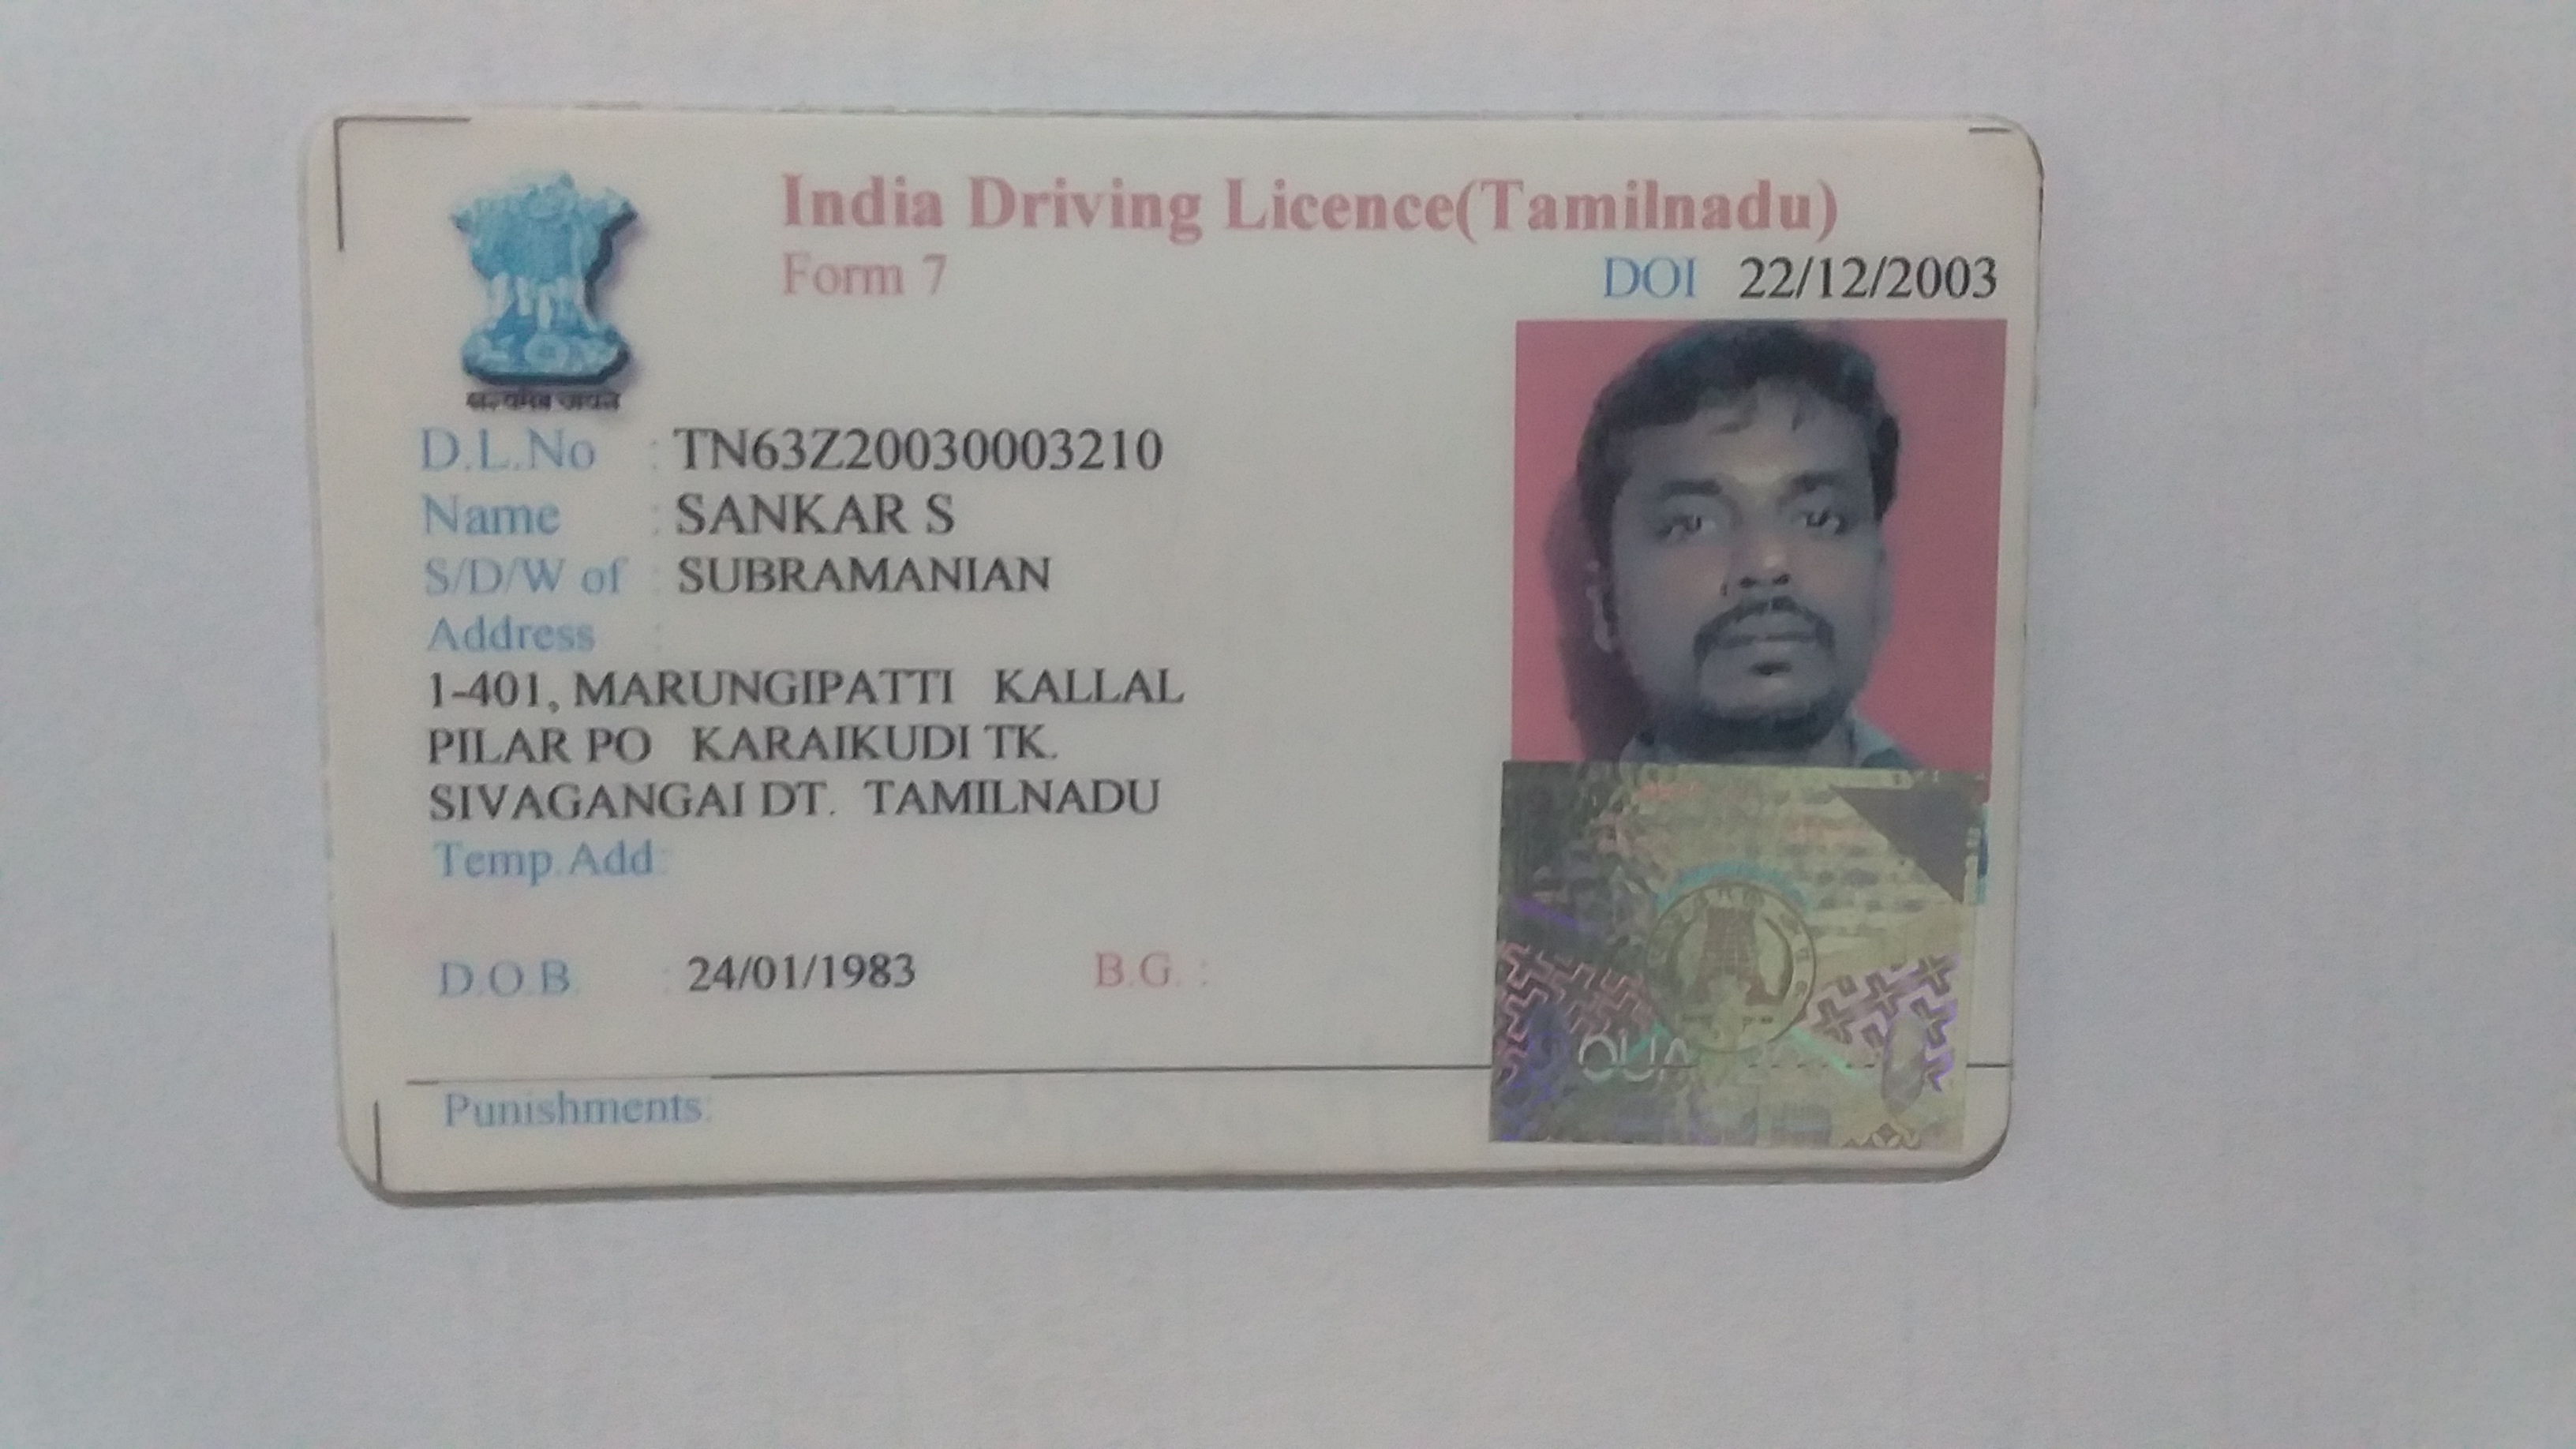 India Driving Licence(Tamilnadu)
Form 7
DOI 22/12/2003
D.L.No : TN63Z20030003210
Name : SANKAR S
S/D/W of : SUBRAMANIAN
Address :
1-401, MARUNGIPATTI KALLAL
PILAR PO KARAIKUDI TK.
SIVAGANGAI DT. TAMILNADU
Temp.Add:
D.O.B. : 24/01/1983 B.G. :
Punishments: